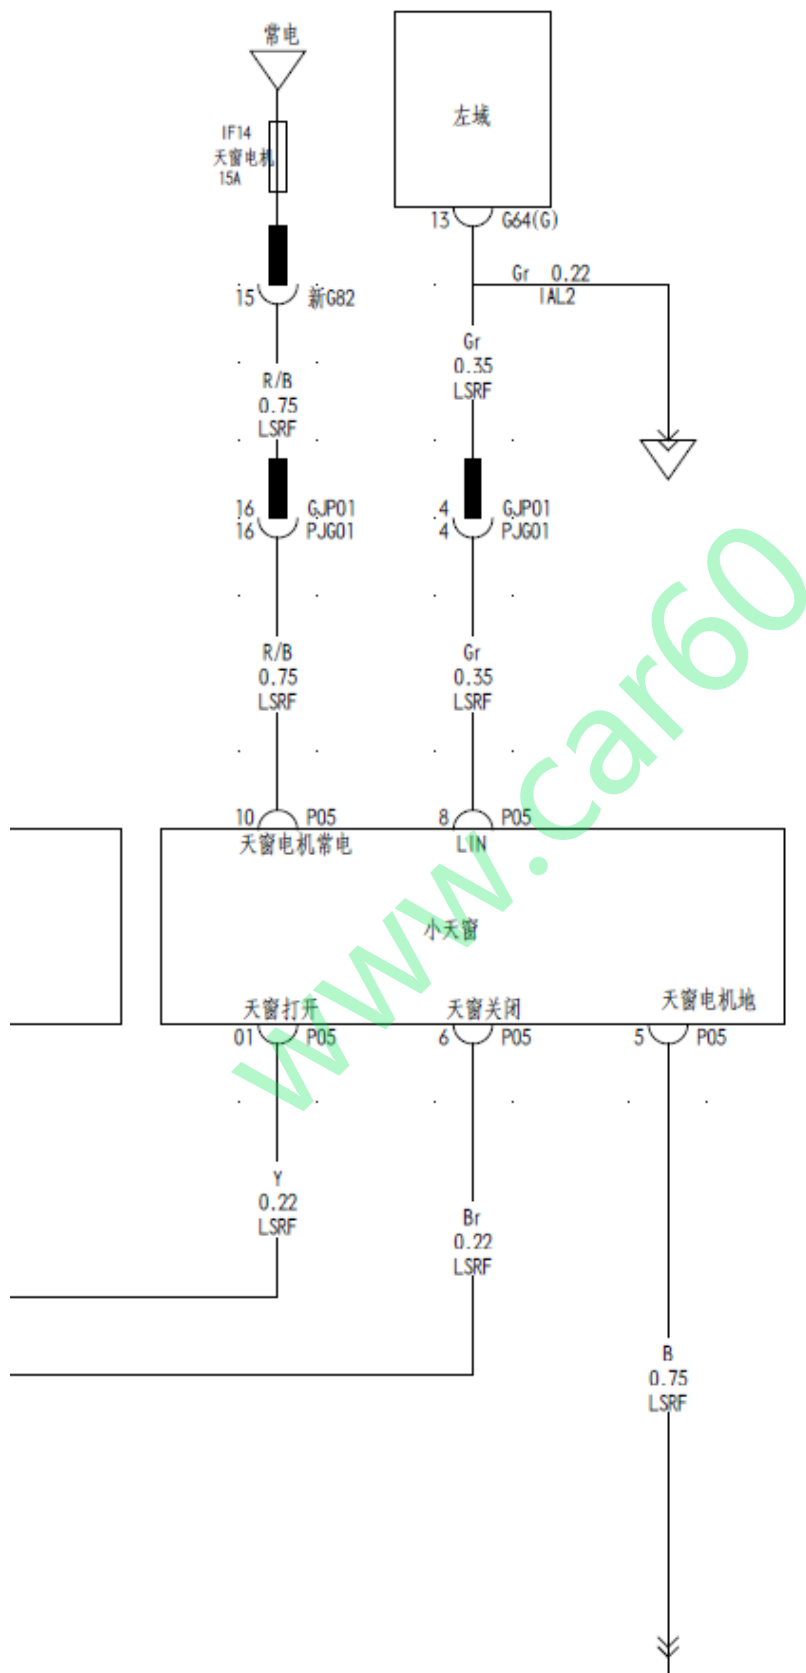 常电
IF14
天窗电机
15A
左域
13 G64(G)
Gr 0.22
IAL2
15 新G82
Gr
0.35
LSRF
R/B
0.75
LSRF
16 GJP01
16 PJG01
4 GJP01
4 PJG01
R/B
0.75
LSRF
Gr
0.35
LSRF
10 P05
天窗电机常电
8 P05
LIN
小天窗
天窗打开
01 P05
天窗关闭
6 P05
天窗电机地
5 P05
Y
0.22
LSRF
Br
0.22
LSRF
B
0.75
LSRF
www.car60